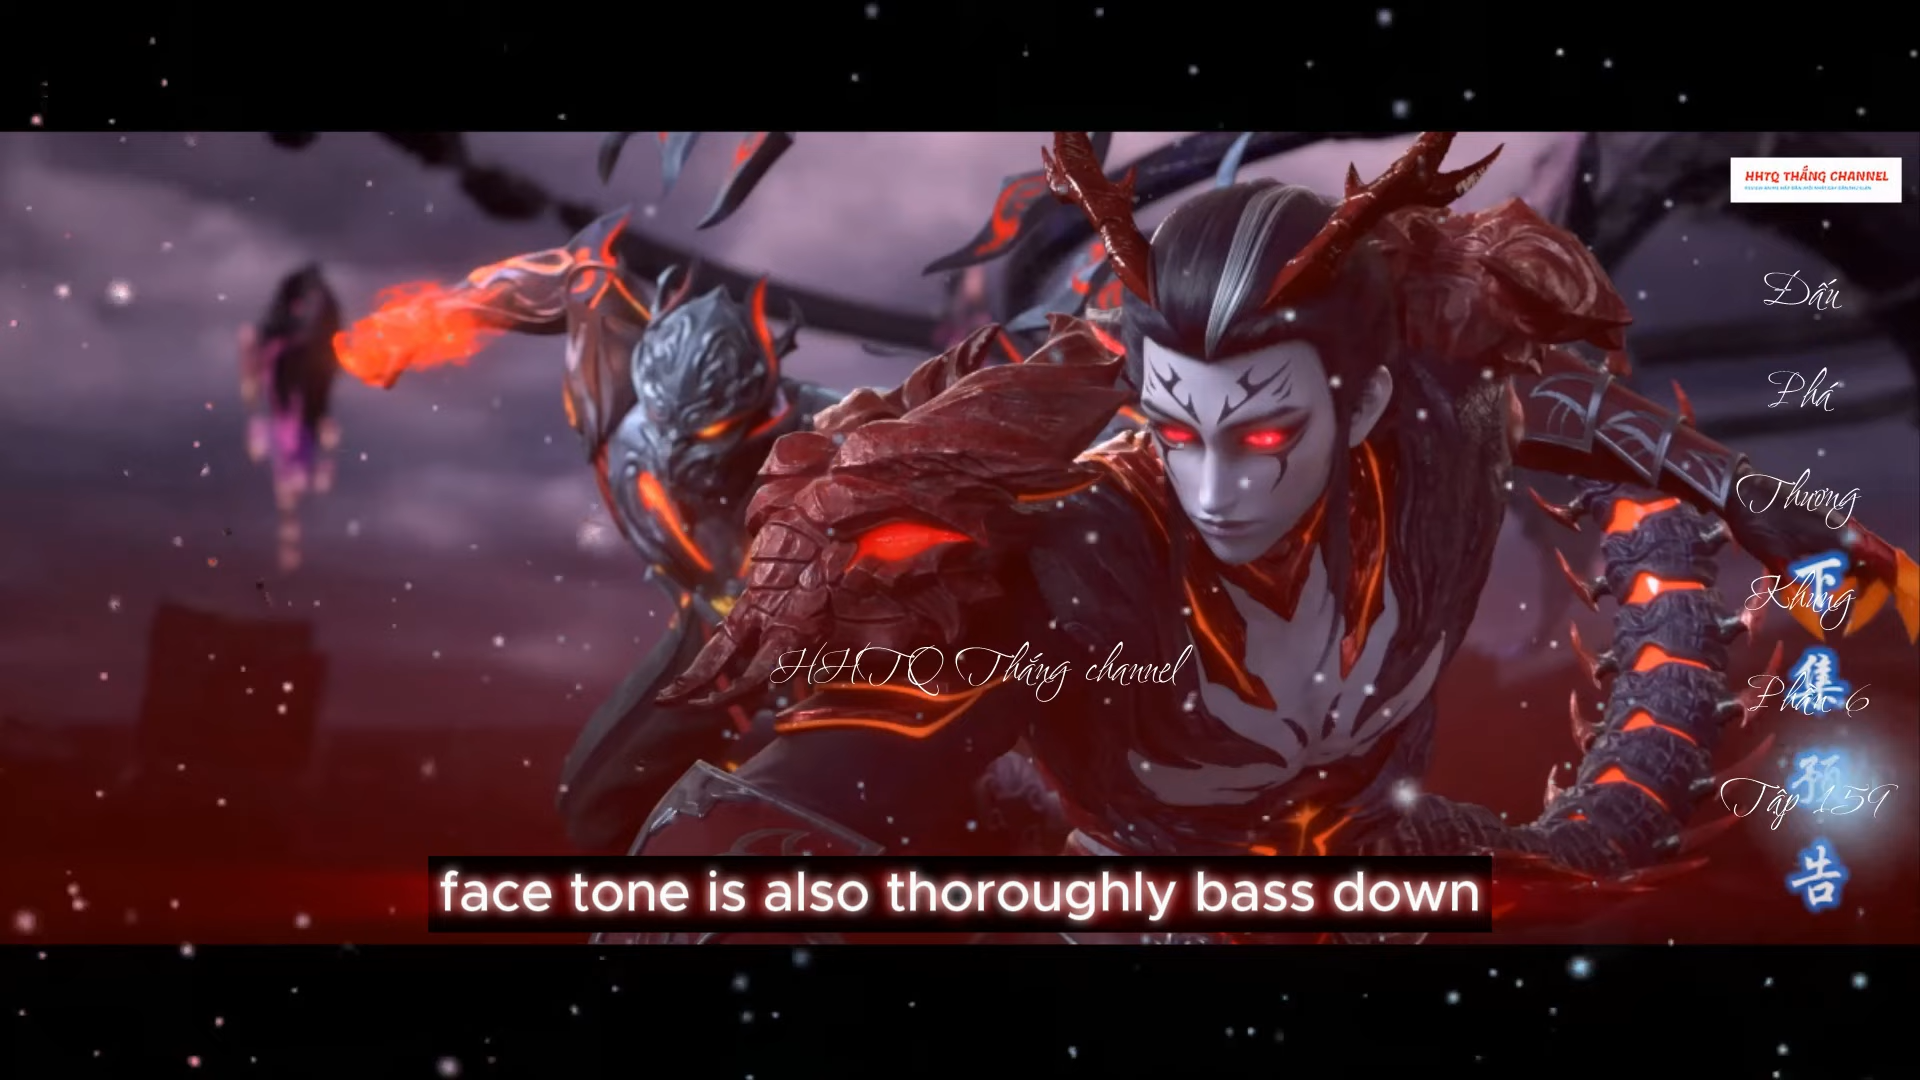 HHTQ THẮNG CHANNEL
Đấu
Phá
Thương
Khung
Phần 6
Tập 159
下集预告
HHTQ Thắng channel
face tone is also thoroughly bass down